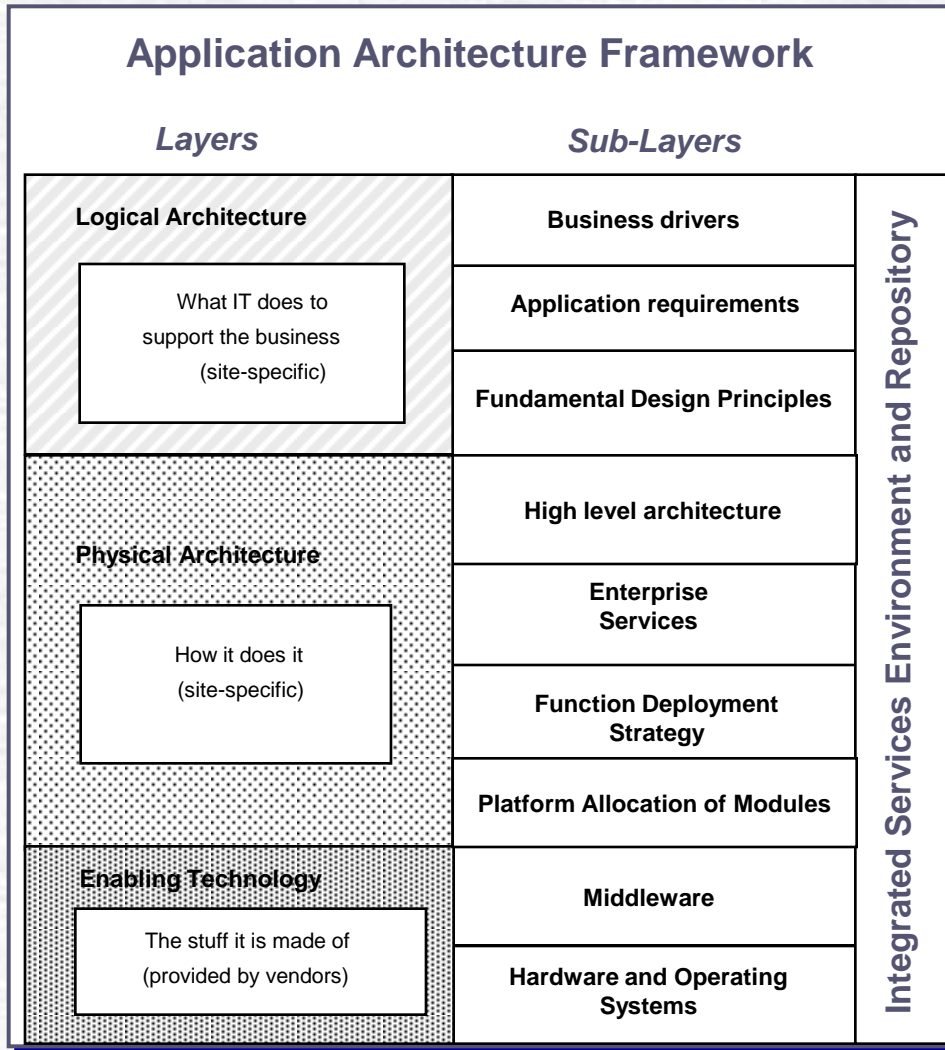 Application Architecture Framework
Layers
Sub-Layers
Logical Architecture
What IT does to
support the business
(site-specific)
Business drivers
Application requirements
Fundamental Design Principles
Physical Architecture
How it does it
(site-specific)
High level architecture
Enterprise
Services
Function Deployment
Strategy
Platform Allocation of Modules
Enabling Technology
The stuff it is made of
(provided by vendors)
Middleware
Hardware and Operating
Systems
Integrated Services Environment and Repository